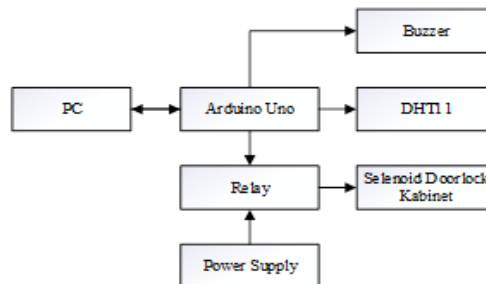 Buzzer
PC
Arduino Uno
DHT11
Relay
Selenoid Doorlock
Kabinet
Power Supply